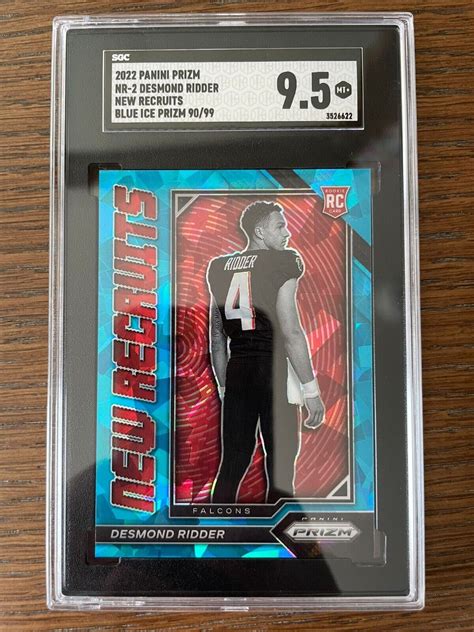 SGC
2022 PANINI PRIZM
NR-2 DESMOND RIDDER
NEW RECRUITS
BLUE ICE PRIZM 90/99
9.5 MT+
3526622
ROOKIE
RC
CARD
NEW RECRUITS
RIDDER
4
FALCONS
DESMOND RIDDER
PANINI
PRIZM